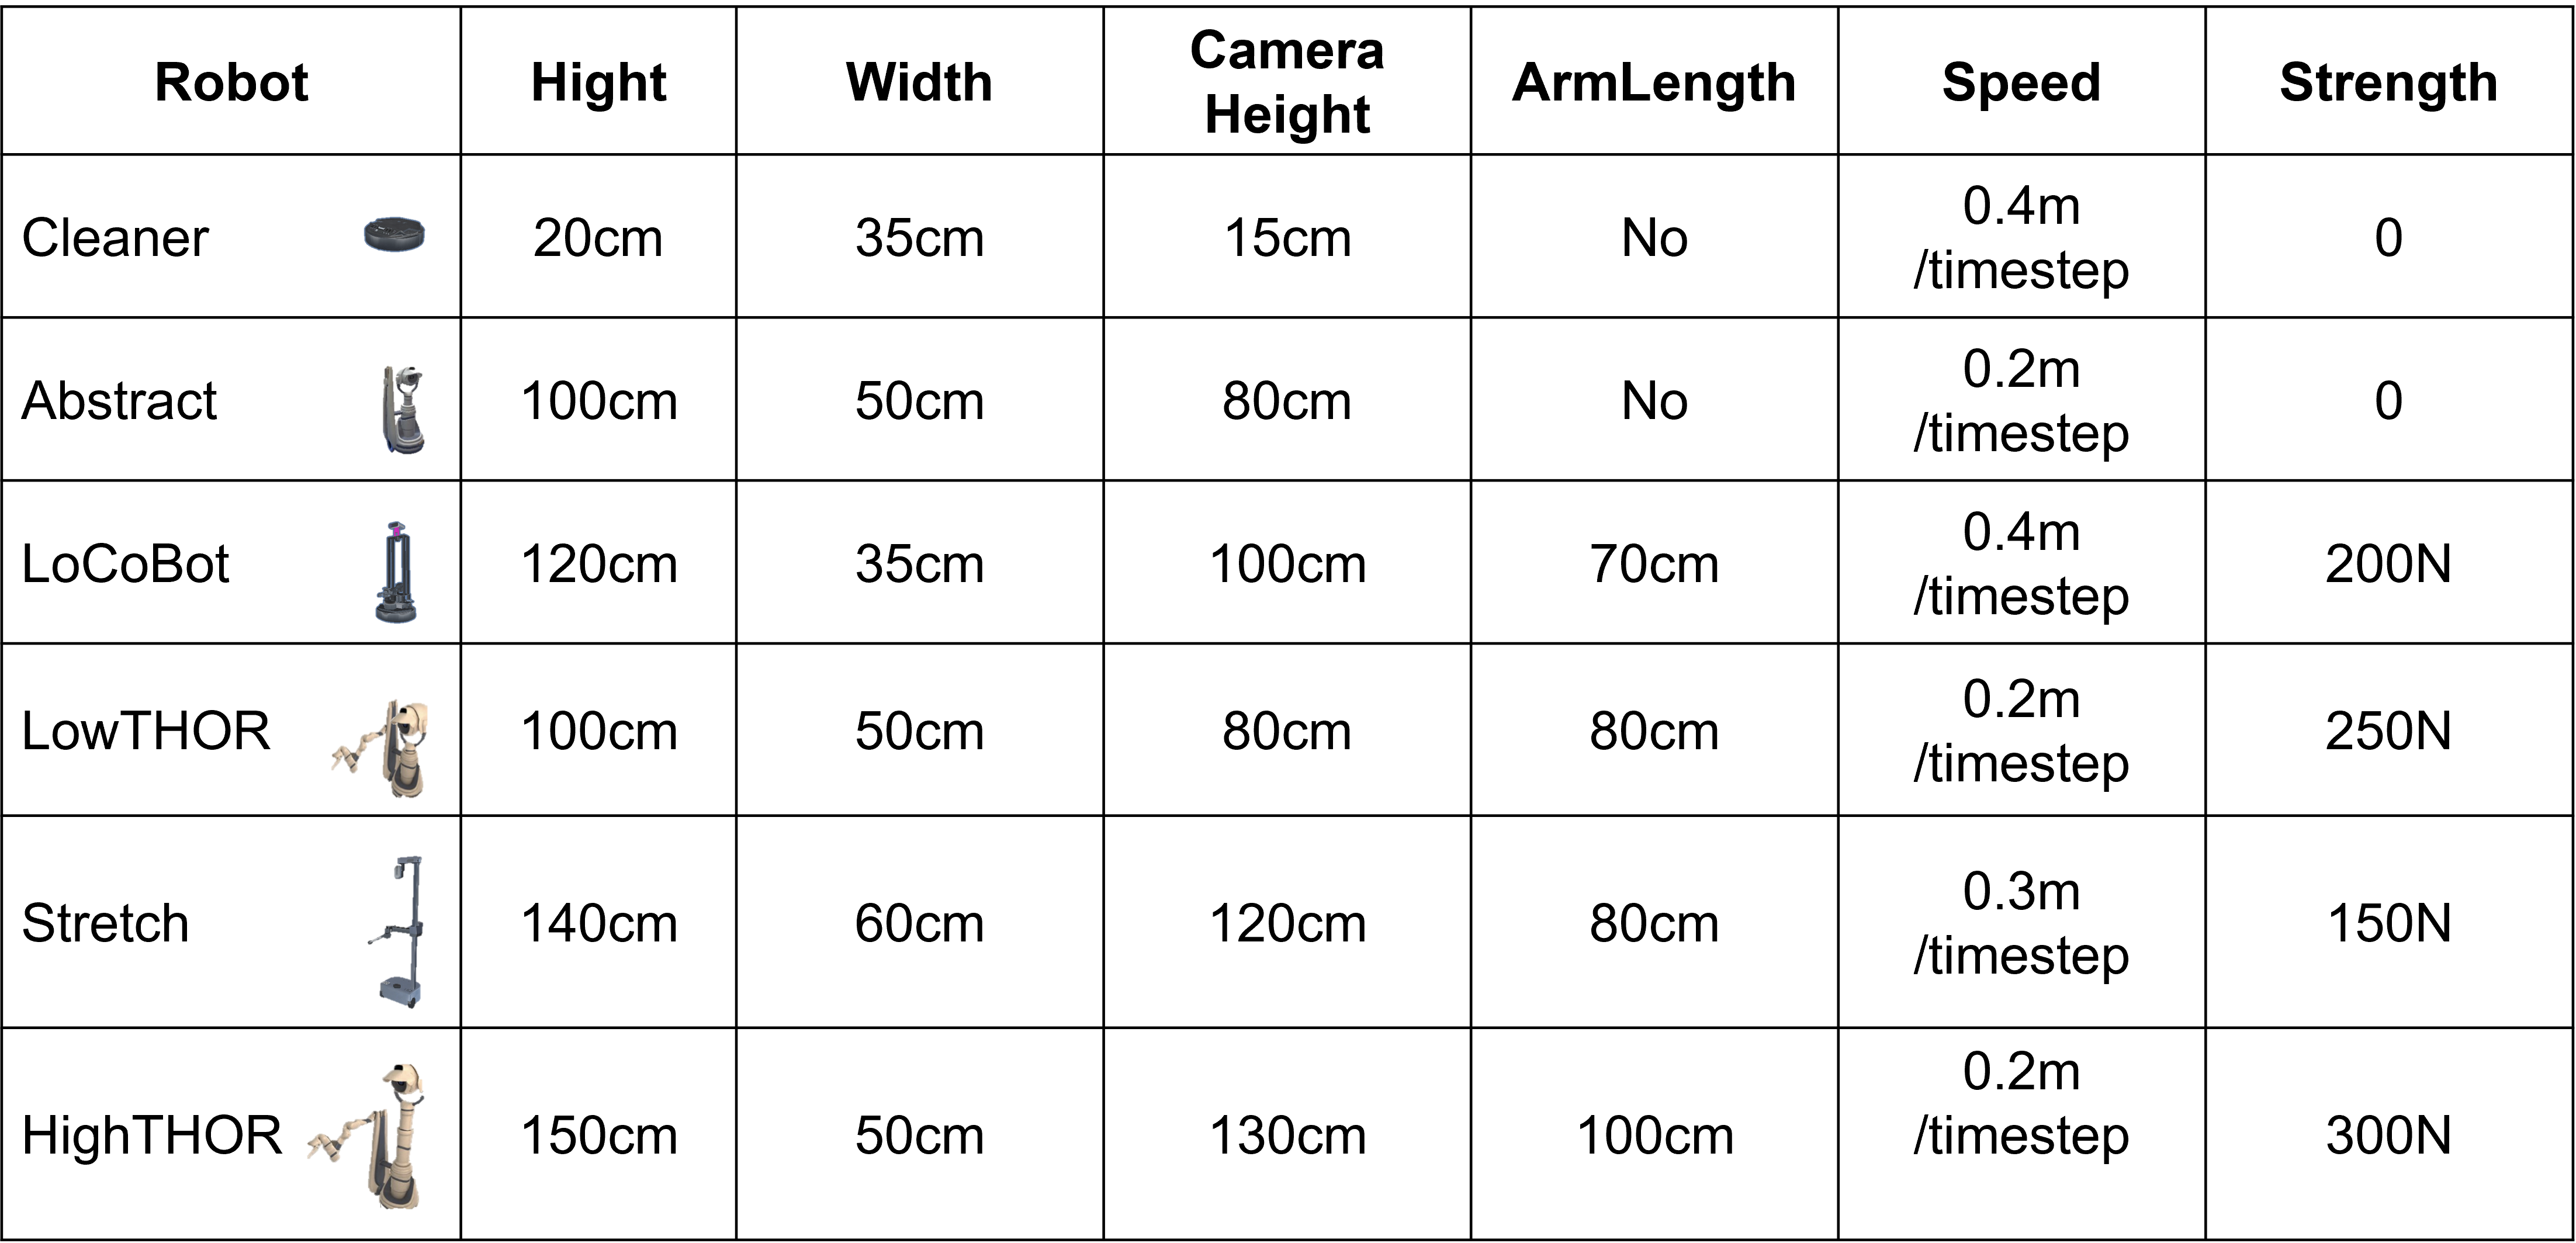 Robot Hight Width Camera Height ArmLength Speed Strength
Cleaner 20cm 35cm 15cm No 0.4m /timestep 0
Abstract 100cm 50cm 80cm No 0.2m /timestep 0
LoCoBot 120cm 35cm 100cm 70cm 0.4m /timestep 200N
LowTHOR 100cm 50cm 80cm 80cm 0.2m /timestep 250N
Stretch 140cm 60cm 120cm 80cm 0.3m /timestep 150N
HighTHOR 150cm 50cm 130cm 100cm 0.2m /timestep 300N